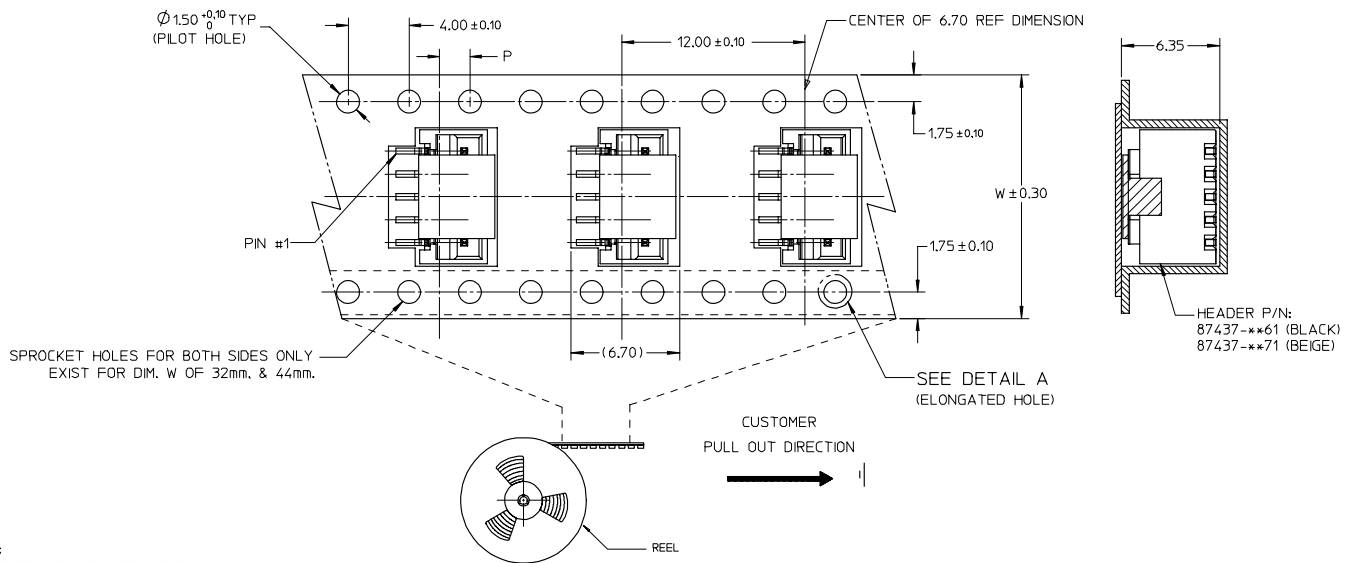 Ø 1.50 +0.10 0 TYP
(PILOT HOLE)
4.00 ±0.10
P
12.00 ±0.10
CENTER OF 6.70 REF DIMENSION
6.35
1.75 ±0.10
W ±0.30
PIN #1
1.75 ±0.10
HEADER P/N:
87437-**61 (BLACK)
87437-**71 (BEIGE)
SPROCKET HOLES FOR BOTH SIDES ONLY
EXIST FOR DIM. W OF 32mm, & 44mm.
(6.70)
SEE DETAIL A
(ELONGATED HOLE)
CUSTOMER
PULL OUT DIRECTION
REEL